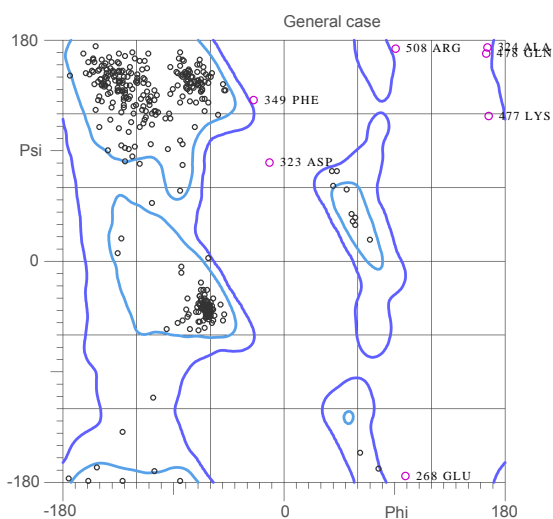 General case
180
508 ARG
324 ALA
478 GLN
349 PHE
477 LYS
Psi
323 ASP
0
268 GLU
-180
-180
0
Phi
180